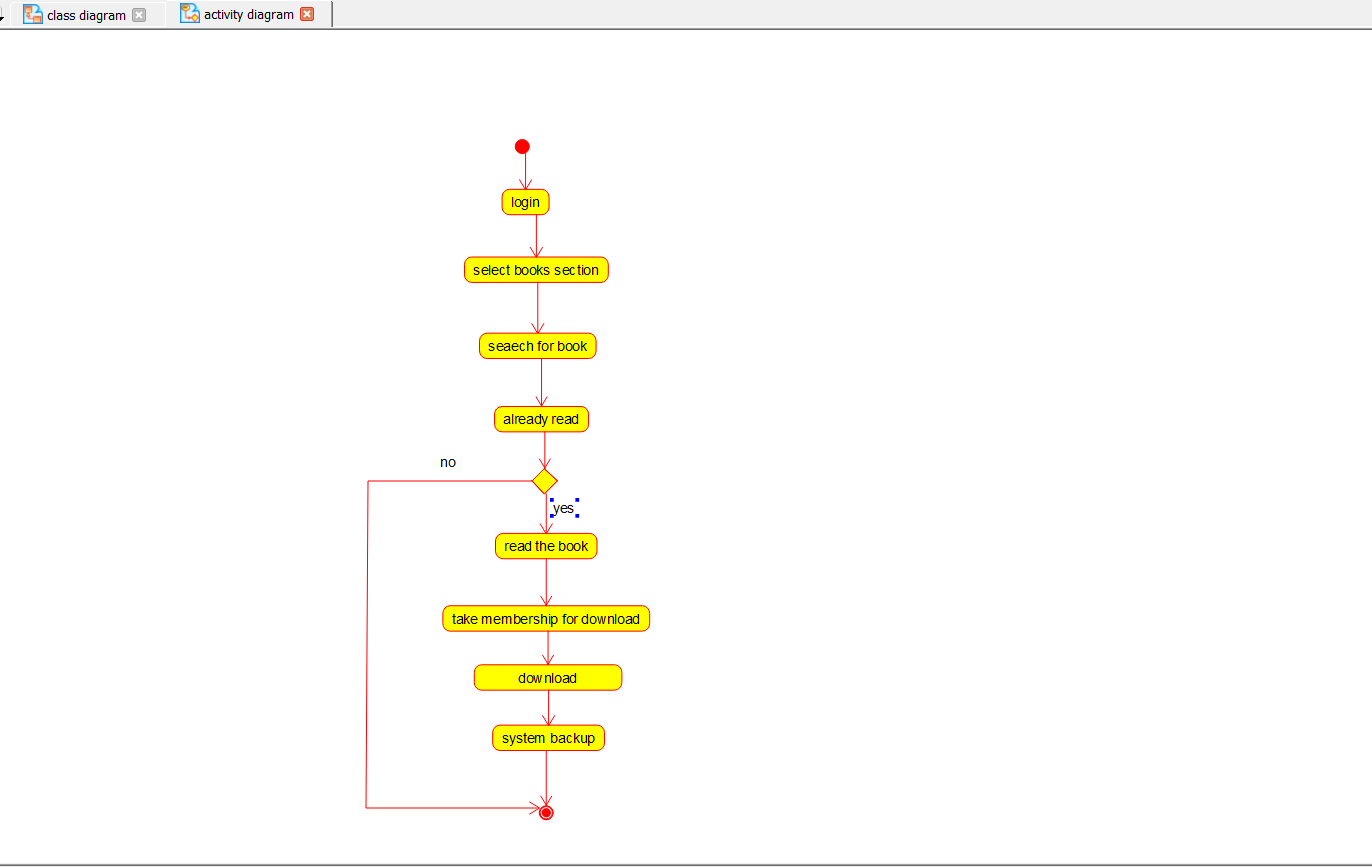 class diagram
activity diagram
login
select books section
seaech for book
already read
no
yes
read the book
take membership for download
download
system backup